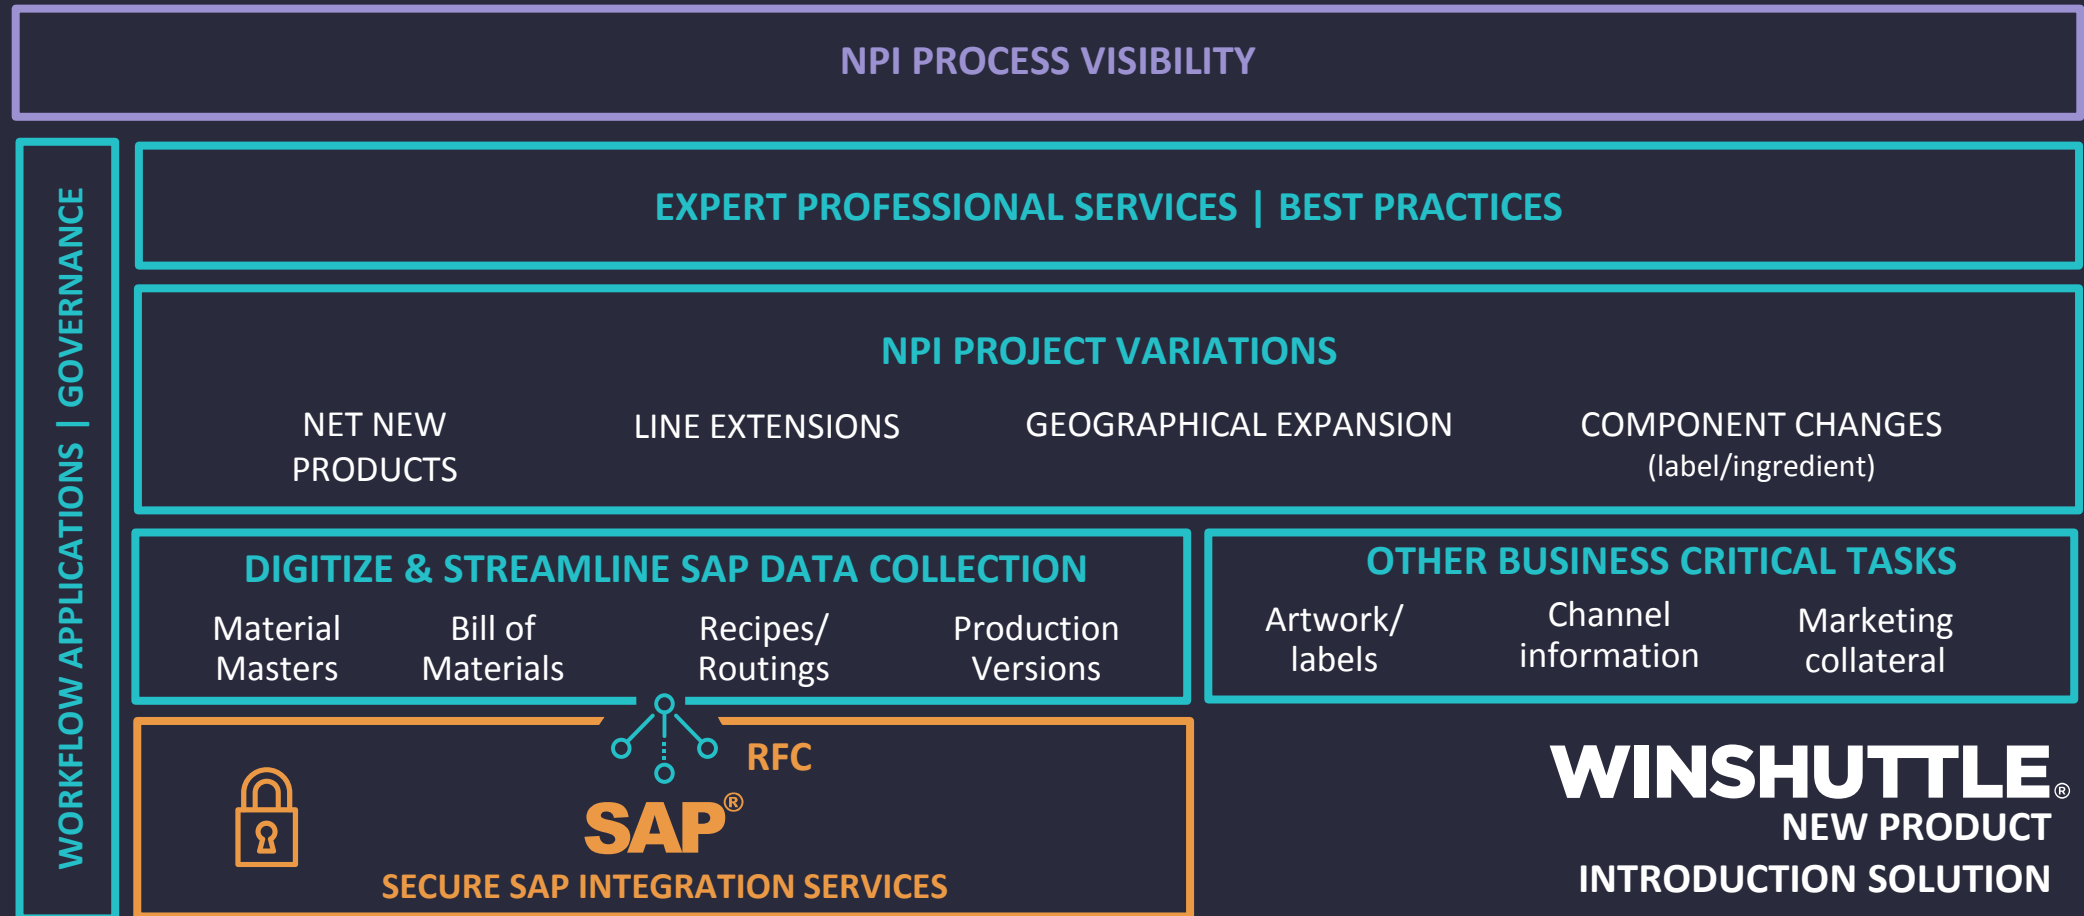 NPI PROCESS VISIBILITY
WORKFLOW APPLICATIONS | GOVERNANCE
EXPERT PROFESSIONAL SERVICES | BEST PRACTICES
NPI PROJECT VARIATIONS
NET NEW
PRODUCTS
LINE EXTENSIONS
GEOGRAPHICAL EXPANSION
COMPONENT CHANGES
(label/ingredient)
DIGITIZE & STREAMLINE SAP DATA COLLECTION
Material
Masters
Bill of
Materials
Recipes/
Routings
Production
Versions
OTHER BUSINESS CRITICAL TASKS
Artwork/
labels
Channel
information
Marketing
collateral
RFC
SAP®
SECURE SAP INTEGRATION SERVICES
WINSHUTTLE®
NEW PRODUCT
INTRODUCTION SOLUTION